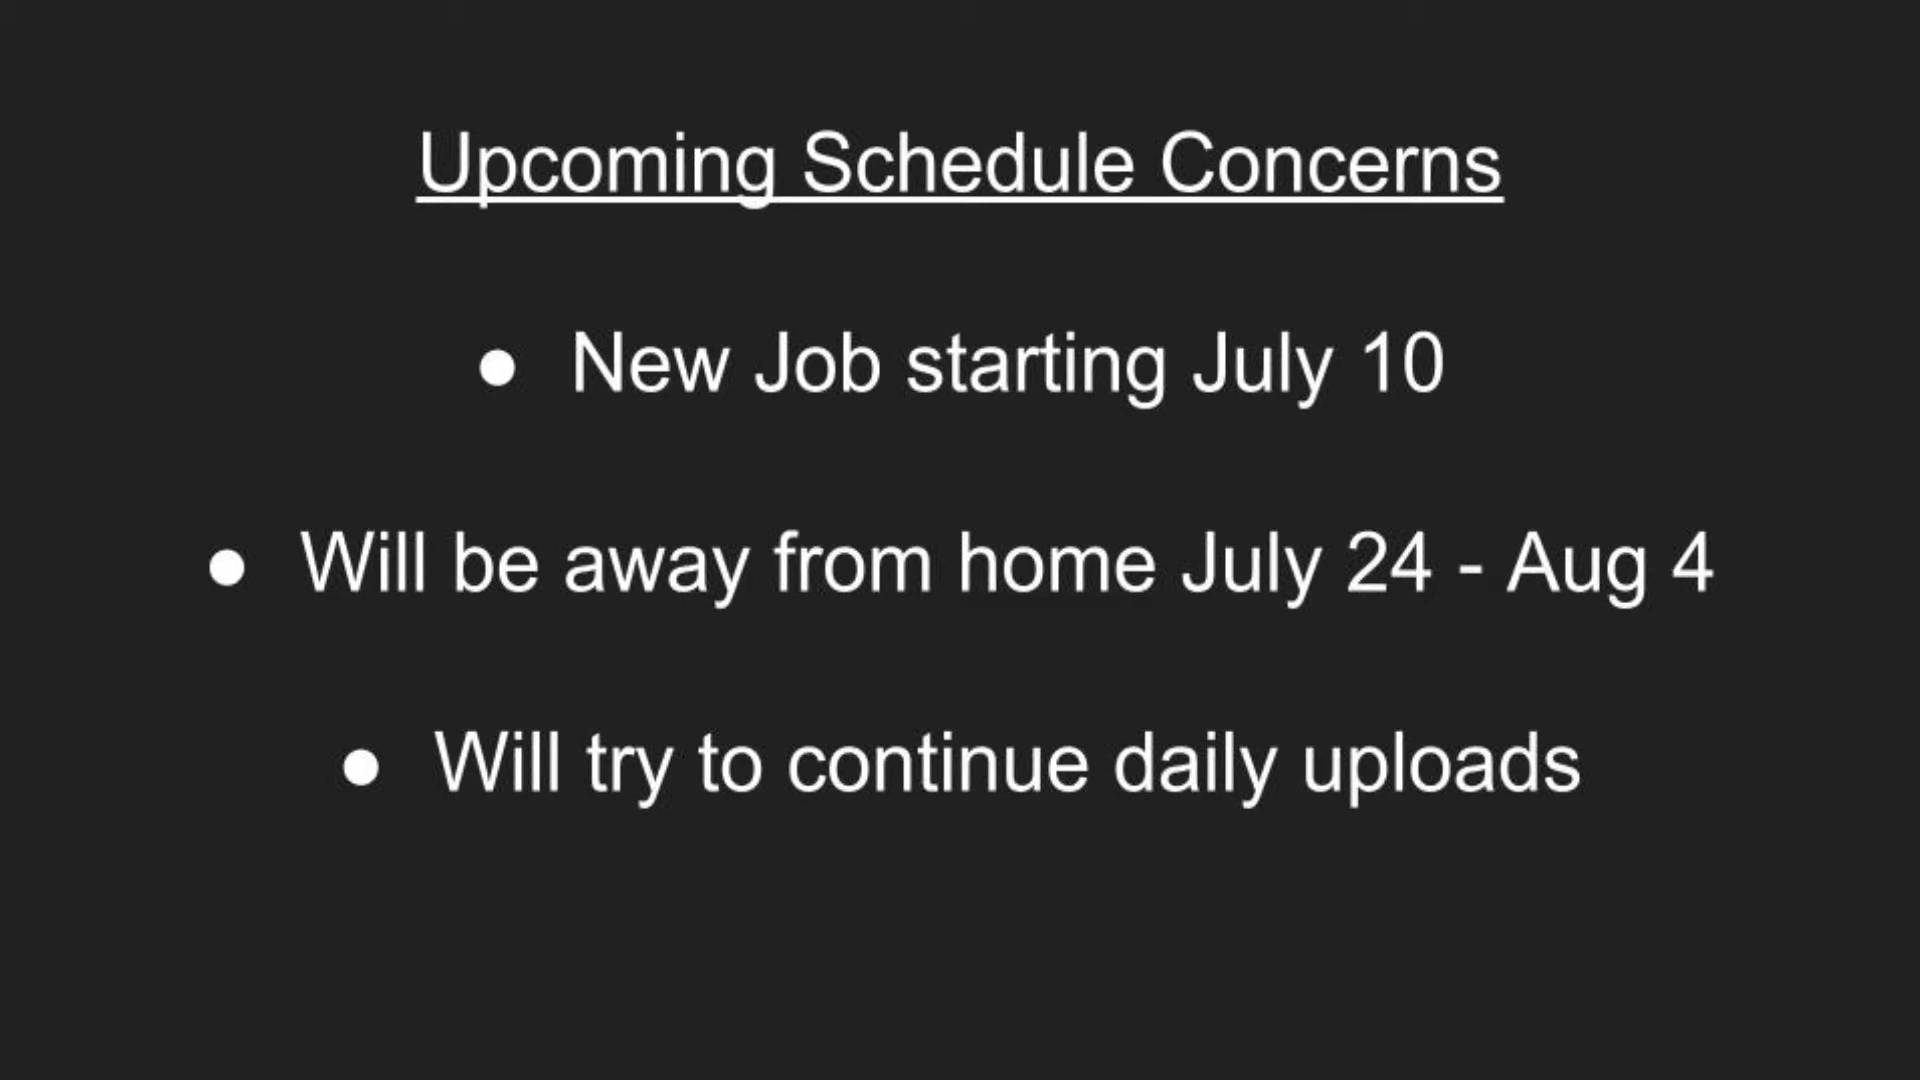 Upcoming Schedule Concerns
● New Job starting July 10
● Will be away from home July 24 - Aug 4
● Will try to continue daily uploads